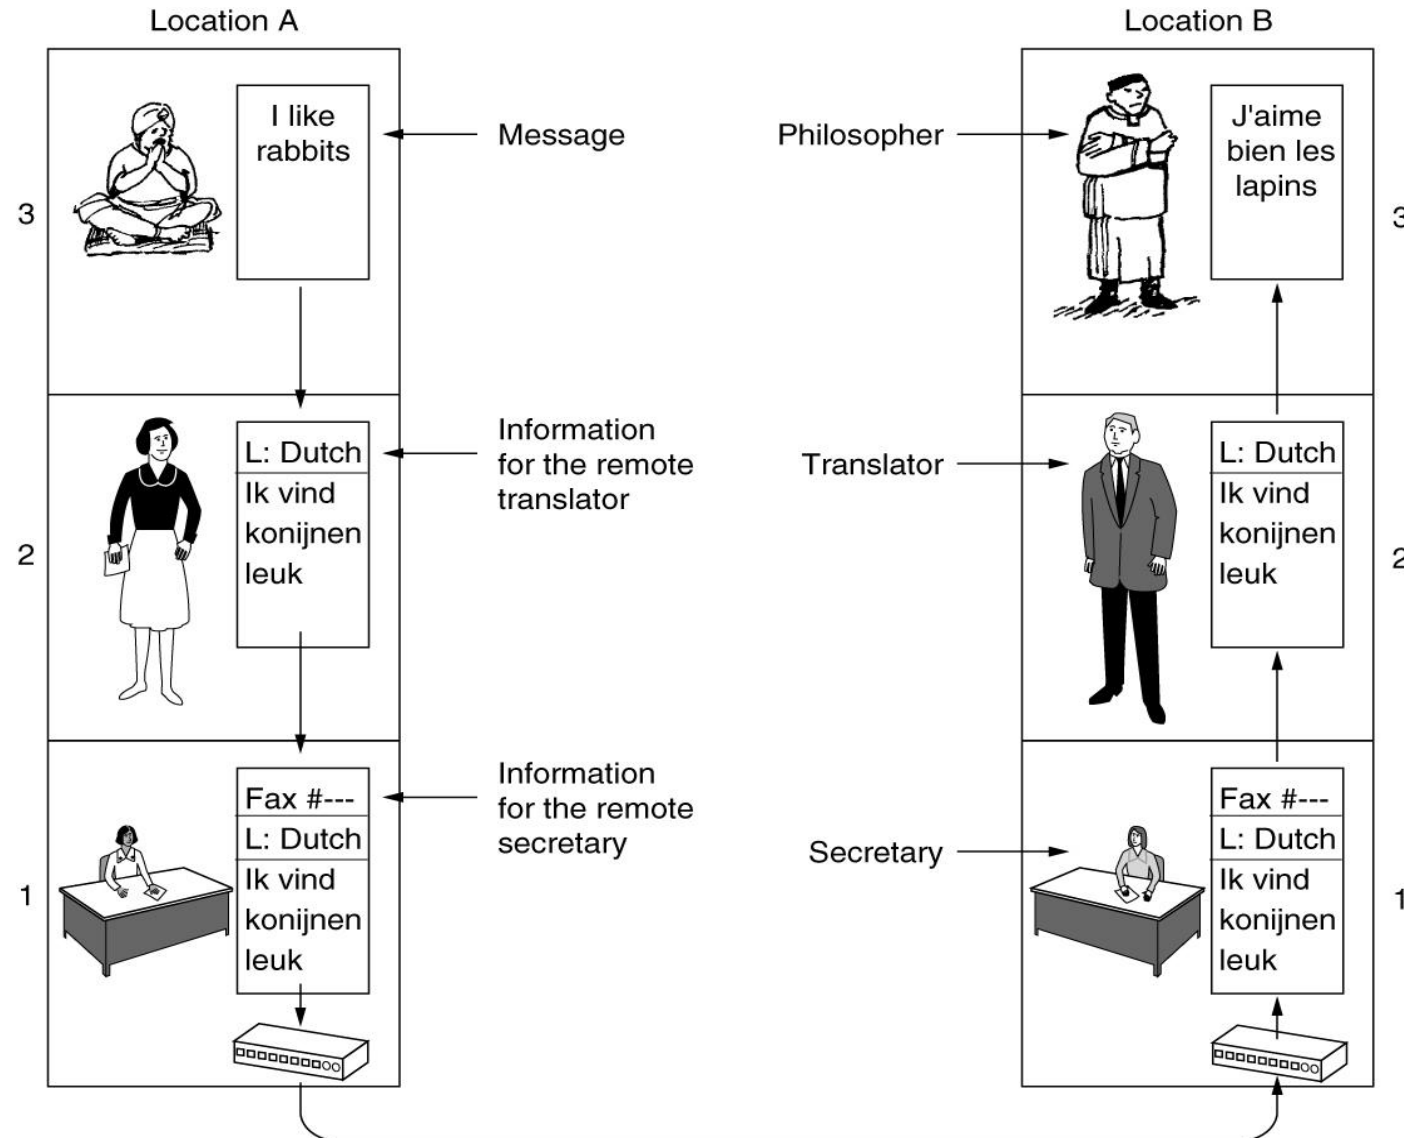 Location A
Location B
I like
rabbits
Message
Philosopher
J'aime
bien les
lapins
3
3
L: Dutch
Ik vind
konijnen
leuk
Information
for the remote
translator
Translator
L: Dutch
Ik vind
konijnen
leuk
2
2
Fax #---
L: Dutch
Ik vind
konijnen
leuk
Information
for the remote
secretary
Secretary
Fax #---
L: Dutch
Ik vind
konijnen
leuk
1
1